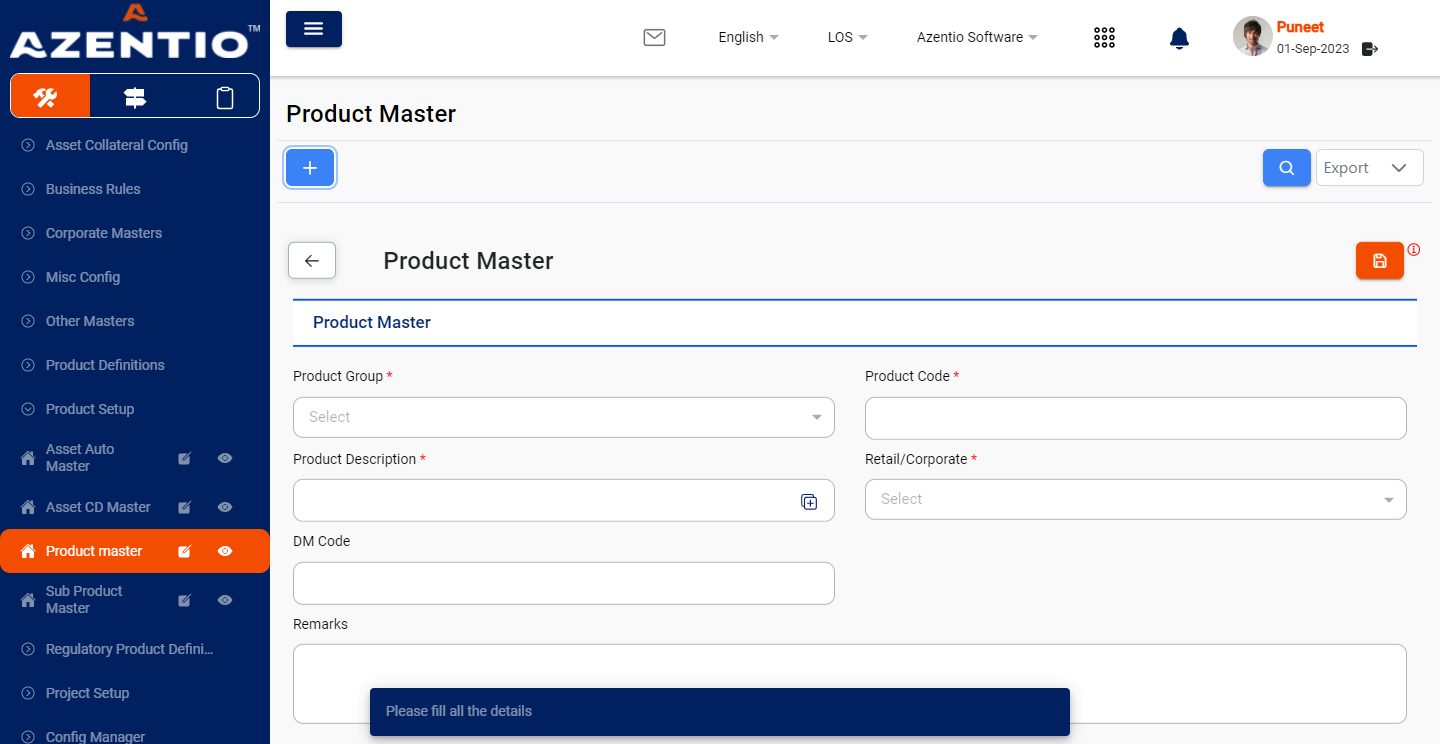 AZENTIO™
English
LOS
Azentio Software
Puneet
01-Sep-2023
Asset Collateral Config
Business Rules
Corporate Masters
Misc Config
Other Masters
Product Definitions
Product Setup
Asset Auto
Master
Asset CD Master
Product master
Sub Product
Master
Regulatory Product Defini...
Project Setup
Config Manager
Product Master
Export
Product Master
Product Master
Product Group *
Select
Product Code *
Product Description *
Retail/Corporate *
Select
DM Code
Remarks
Please fill all the details